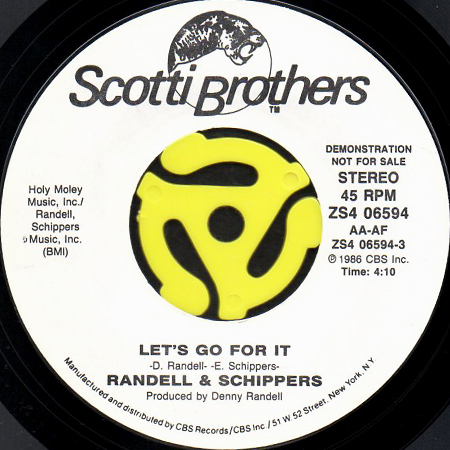 Scotti Brothers
TM
Holy Moley
Music, Inc./
Randell,
Schippers
Music, Inc.
(BMI)
DEMONSTRATION
NOT FOR SALE
STEREO
45 RPM
ZS4 06594
AA-AF
ZS4 06594-3
℗ 1986 CBS Inc.
Time: 4:10
LET'S GO FOR IT
-D. Randell- -E. Schippers-
RANDELL & SCHIPPERS
Produced by Denny Randell
Manufactured and distributed by CBS Records/CBS Inc./51 W. 52 Street, New York, N.Y.